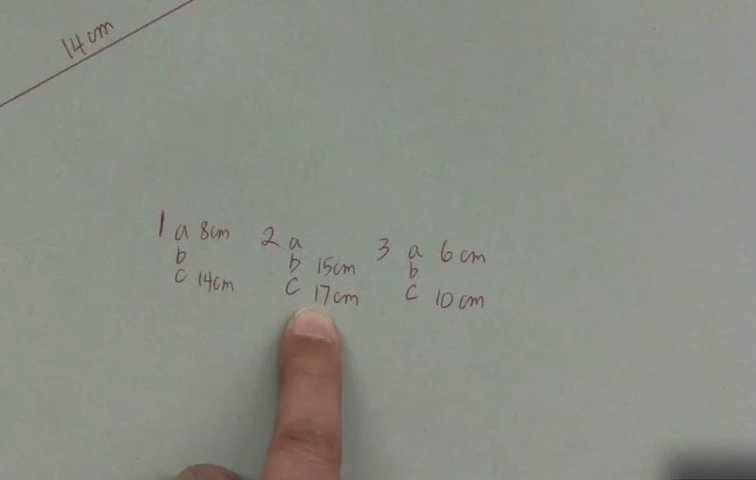 14cm
1 a 8cm
b
c 14cm
2 a
b 15cm
c 17cm
3 a 6cm
b
c 10cm